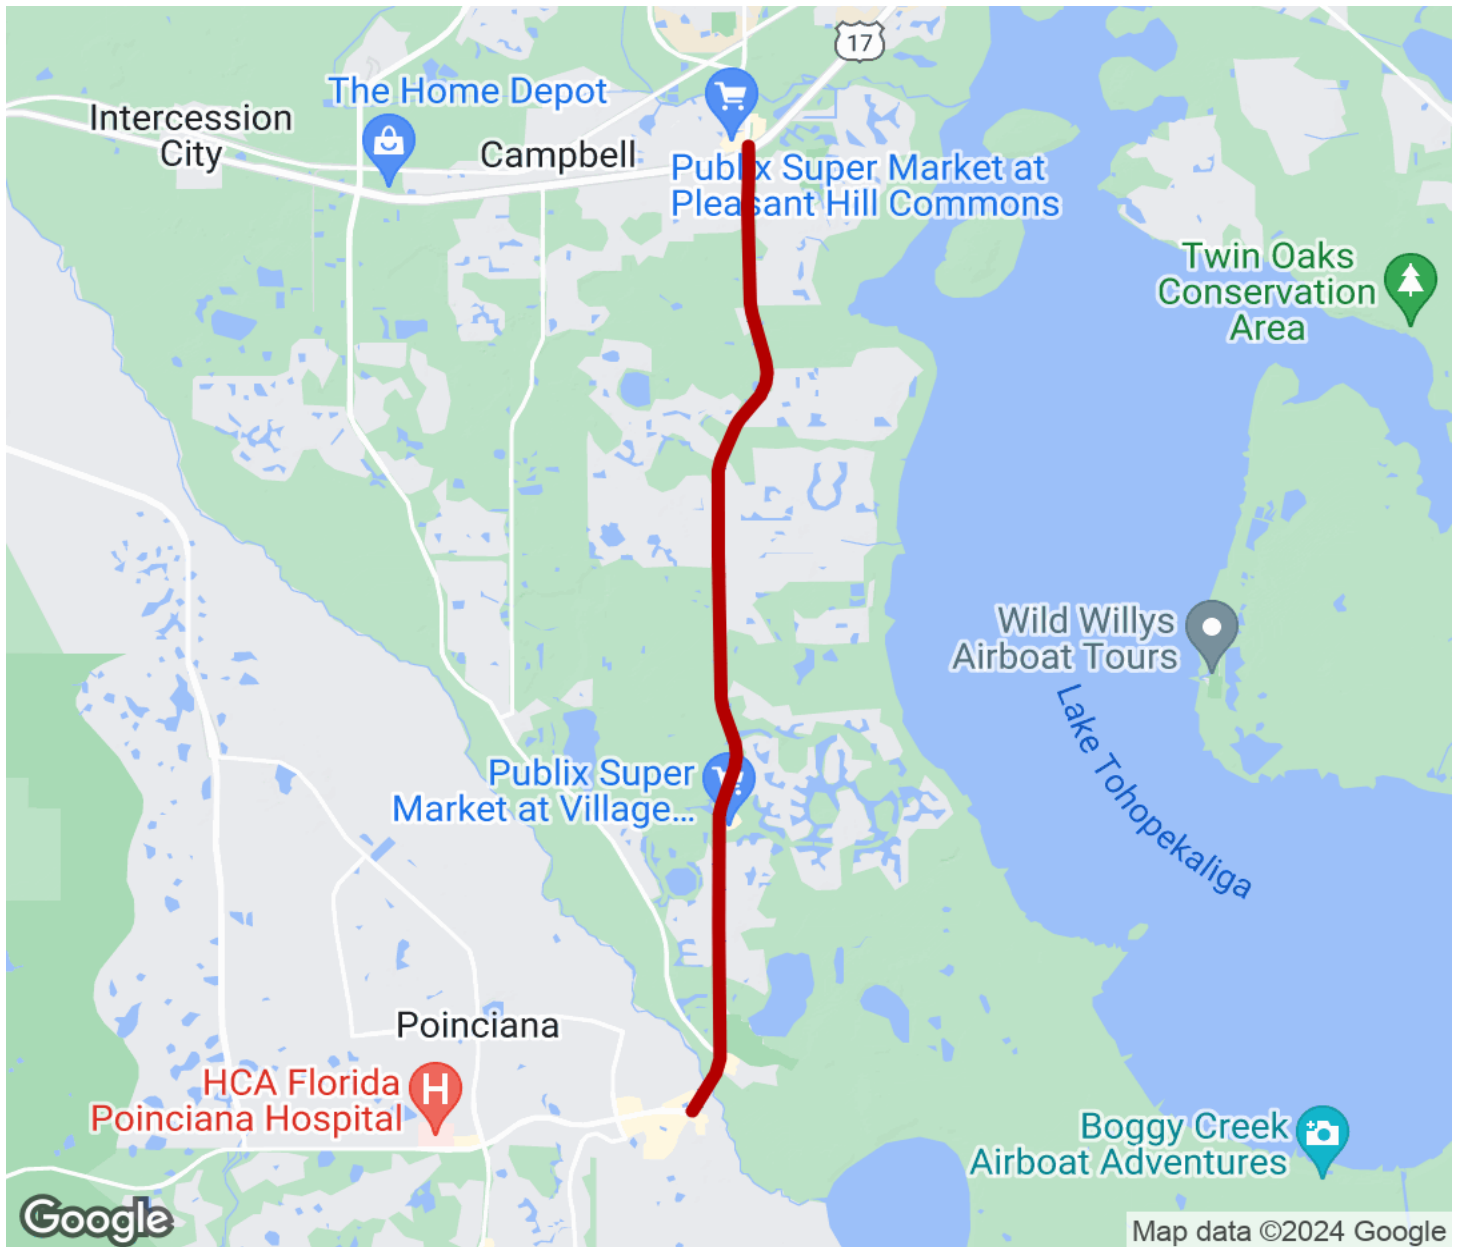 17
The Home Depot
Intercession
City
Campbell
Publix Super Market at
Pleasant Hill Commons
Twin Oaks
Conservation
Area
Wild Willys
Airboat Tours
Lake Tohopekaliga
Publix Super
Market at Village...
Poinciana
HCA Florida
Poinciana Hospital
H
Boggy Creek
Airboat Adventures
Google
Map data ©2024 Google